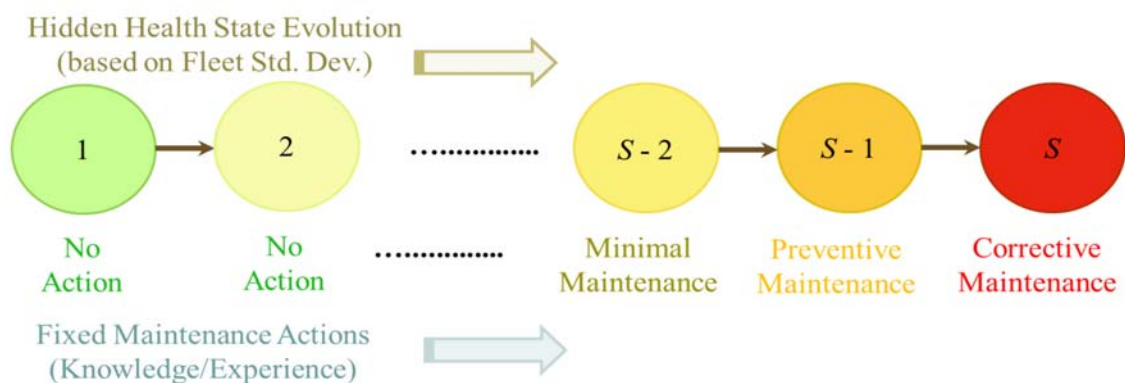 Hidden Health State Evolution
(based on Fleet Std. Dev.)
1
2
.................
S - 2
S - 1
S
No
Action
No
Action
.................
Minimal
Maintenance
Preventive
Maintenance
Corrective
Maintenance
Fixed Maintenance Actions
(Knowledge/Experience)